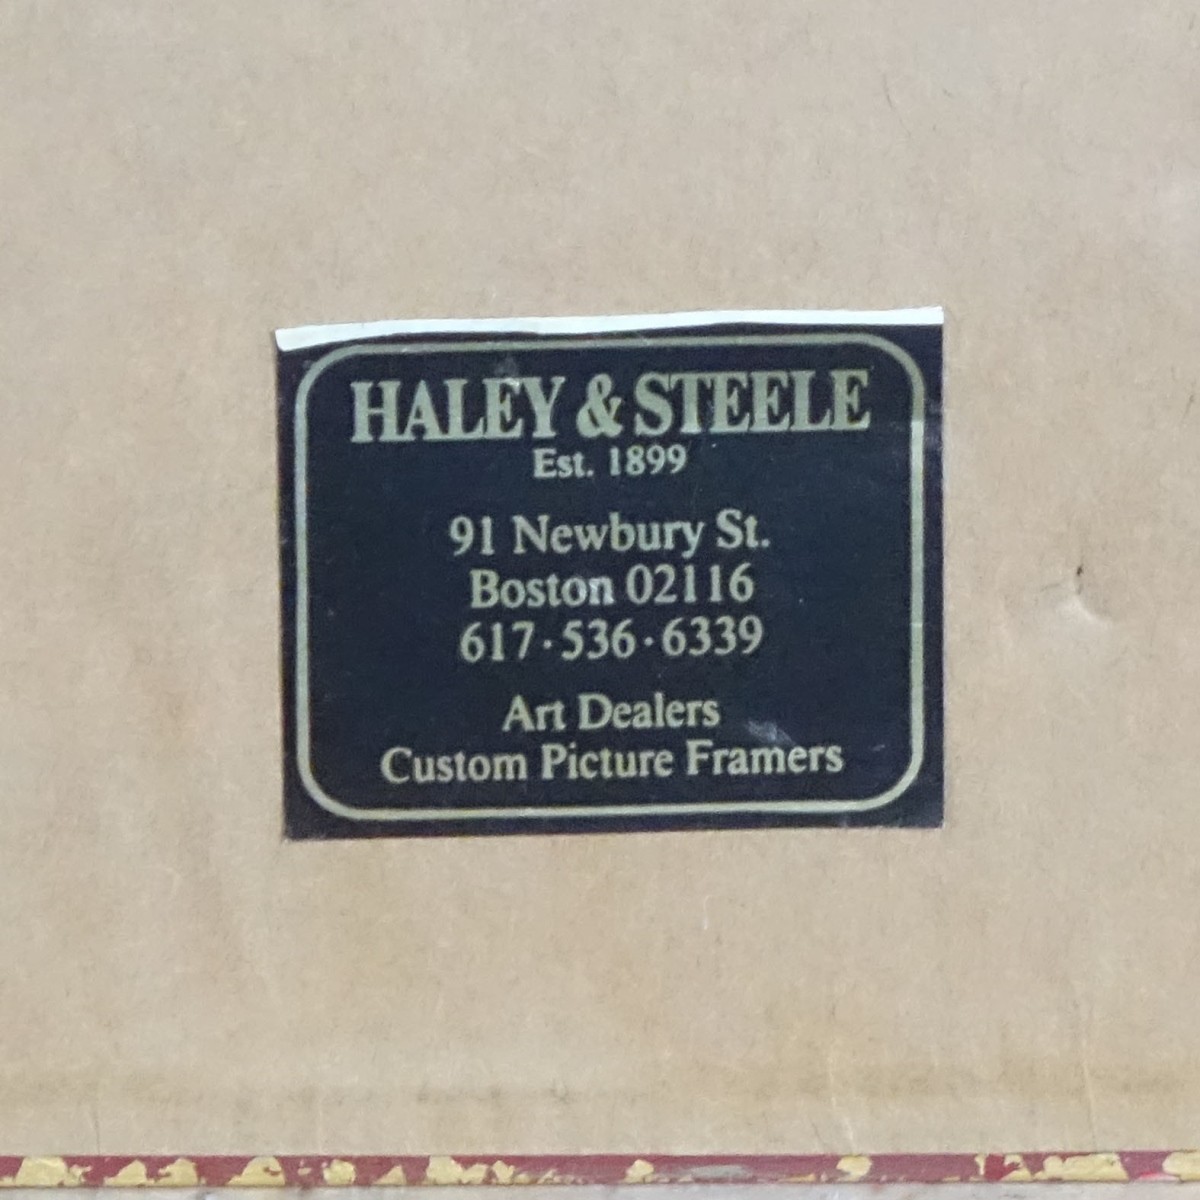 HALEY & STEELE
Est. 1899
91 Newbury St.
Boston 02116
617·536·6339
Art Dealers
Custom Picture Framers